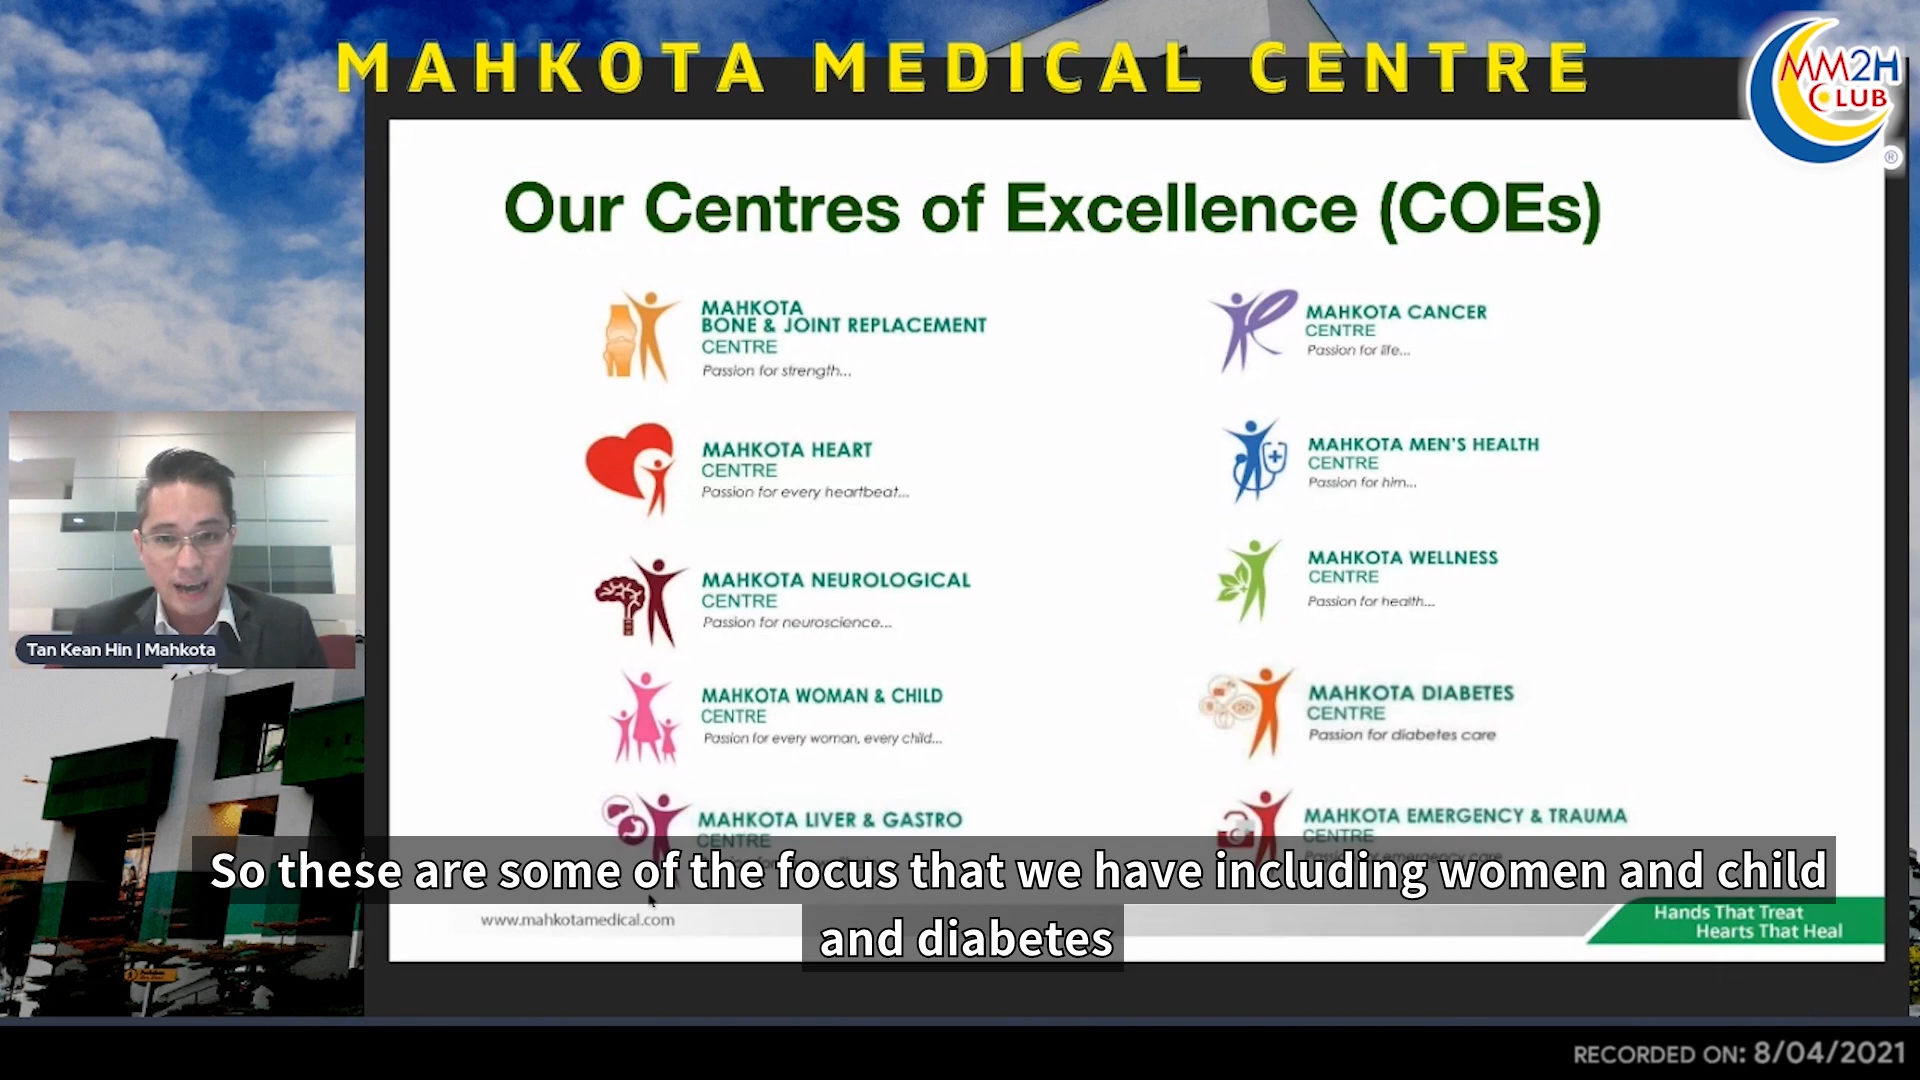 MAHKOTA MEDICAL CENTRE
MM2H
CLUB
®
Our Centres of Excellence (COEs)
MAHKOTA
BONE & JOINT REPLACEMENT
CENTRE
Passion for strength...
MAHKOTA HEART
CENTRE
Passion for every heartbeat...
MAHKOTA NEUROLOGICAL
CENTRE
Passion for neuroscience...
MAHKOTA WOMAN & CHILD
CENTRE
Passion for every woman, every child...
MAHKOTA LIVER & GASTRO
CENTRE
MAHKOTA CANCER
CENTRE
Passion for life...
MAHKOTA MEN'S HEALTH
CENTRE
Passion for him...
MAHKOTA WELLNESS
CENTRE
Passion for health...
MAHKOTA DIABETES
CENTRE
Passion for diabetes care
MAHKOTA EMERGENCY & TRAUMA
CENTRE
Passion for emergency care
Tan Kean Hin | Mahkota
So these are some of the focus that we have including women and child
and diabetes
www.mahkotamedical.com
Hands That Treat
Hearts That Heal
RECORDED ON: 8/04/2021